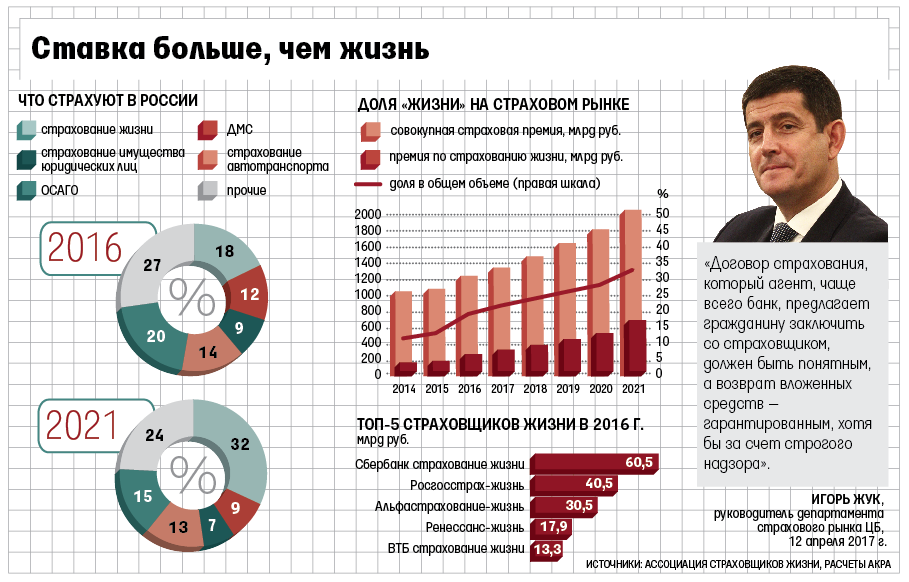 Ставка больше, чем жизнь
ЧТО СТРАХУЮТ В РОССИИ
страхование жизни
страхование имущества
юридических лиц
ОСАГО
ДМС
страхование
автотранспорта
прочие
2016
%
18
12
9
14
20
27
2021
%
32
9
7
13
15
24
ДОЛЯ «ЖИЗНИ» НА СТРАХОВОМ РЫНКЕ
совокупная страховая премия, млрд руб.
премия по страхованию жизни, млрд руб.
доля в общем объеме (правая шкала)
%
2000
1800
1600
1400
1200
1000
800
600
400
200
0
50
45
40
35
30
25
20
15
10
5
0
2014 2015 2016 2017 2018 2019 2020 2021
ТОП-5 СТРАХОВЩИКОВ ЖИЗНИ В 2016 Г.
млрд руб.
Сбербанк страхование жизни 60,5
Росгосстрах-жизнь 40,5
Альфастрахование-жизнь 30,5
Ренессанс-жизнь 17,9
ВТБ страхование жизни 13,3
«Договор страхования,
который агент, чаще
всего банк, предлагает
гражданину заключить
со страховщиком,
должен быть понятным,
а возврат вложенных
средств —
гарантированным, хотя
бы за счет строгого
надзора».
ИГОРЬ ЖУК,
руководитель департамента
страхового рынка ЦБ,
12 апреля 2017 г.
ИСТОЧНИКИ: АССОЦИАЦИЯ СТРАХОВЩИКОВ ЖИЗНИ, РАСЧЕТЫ АКРА